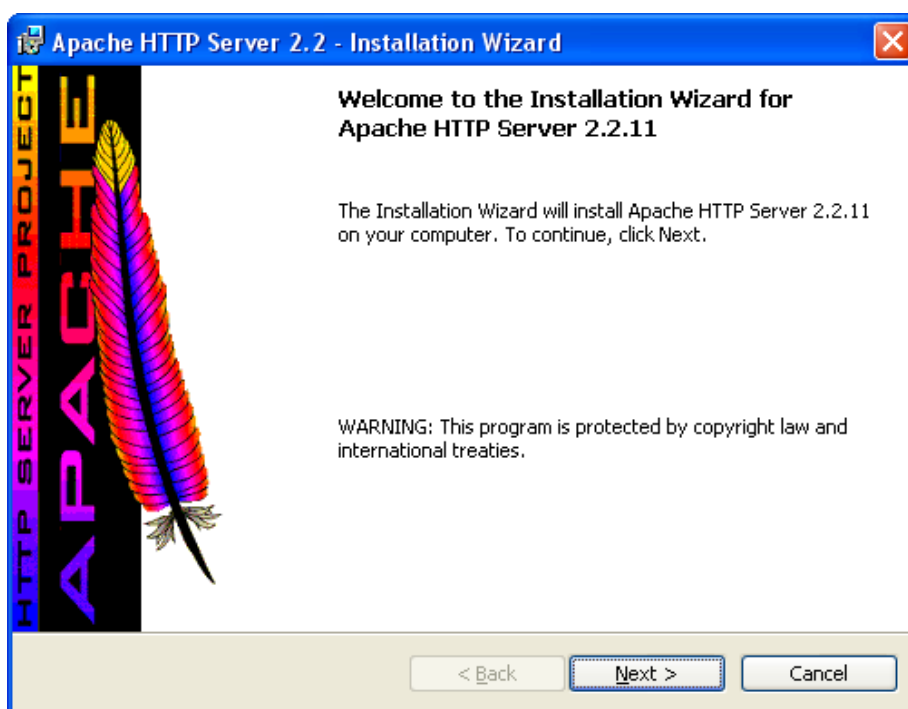 Apache HTTP Server 2.2 - Installation Wizard
HTTP SERVER PROJECT
APACHE
Welcome to the Installation Wizard for
Apache HTTP Server 2.2.11
The Installation Wizard will install Apache HTTP Server 2.2.11
on your computer. To continue, click Next.
WARNING: This program is protected by copyright law and
international treaties.
< Back
Next >
Cancel